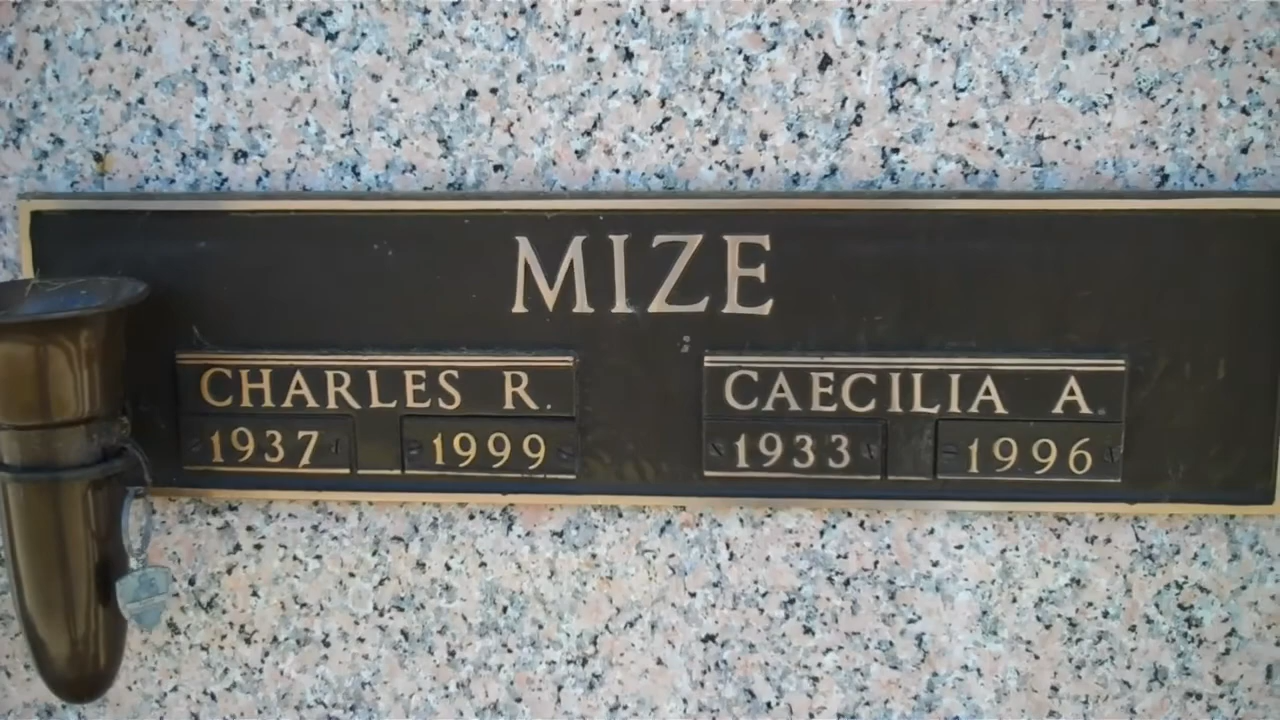 MIZE
CHARLES R.
1937 1999
CAECILIA A.
1933 1996